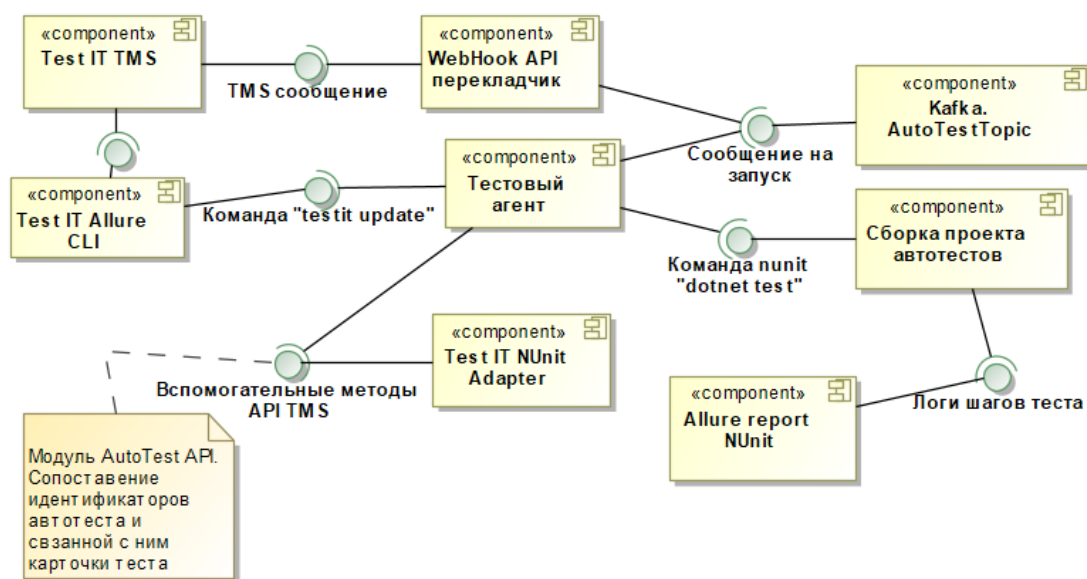 «component»
Test IT TMS
TMS сообщение
«component»
WebHook API
перекладчик
«component»
Kafka.
AutoTestTopic
Сообщение на
запуск
«component»
Test IT Allure
CLI
Команда "testit update"
«component»
Тестовый
агент
Команда nunit
"dotnet test"
«component»
Сборка проекта
автотестов
Вспомогательные методы
API TMS
«component»
Test IT NUnit
Adapter
«component»
Allure report
NUnit
Логи шагов теста
Модуль AutoTest API.
Сопоставение
идентификаторов
автотеста и
свзанной с ним
карточки теста